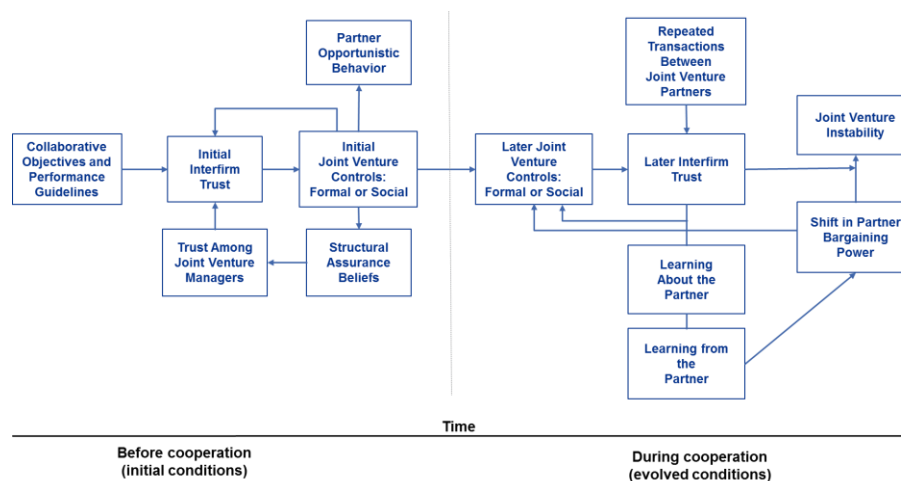 Partner
Opportunistic
Behavior
Collaborative
Objectives and
Performance
Guidelines
Initial
Interfirm
Trust
Initial
Joint Venture
Controls:
Formal or Social
Trust Among
Joint Venture
Managers
Structural
Assurance
Beliefs
Repeated
Transactions
Between
Joint Venture
Partners
Joint Venture
Instability
Later Joint
Venture
Controls:
Formal or Social
Later Interfirm
Trust
Shift in Partner
Bargaining
Power
Learning
About the
Partner
Learning from
the
Partner
Time
Before cooperation
(initial conditions)
During cooperation
(evolved conditions)